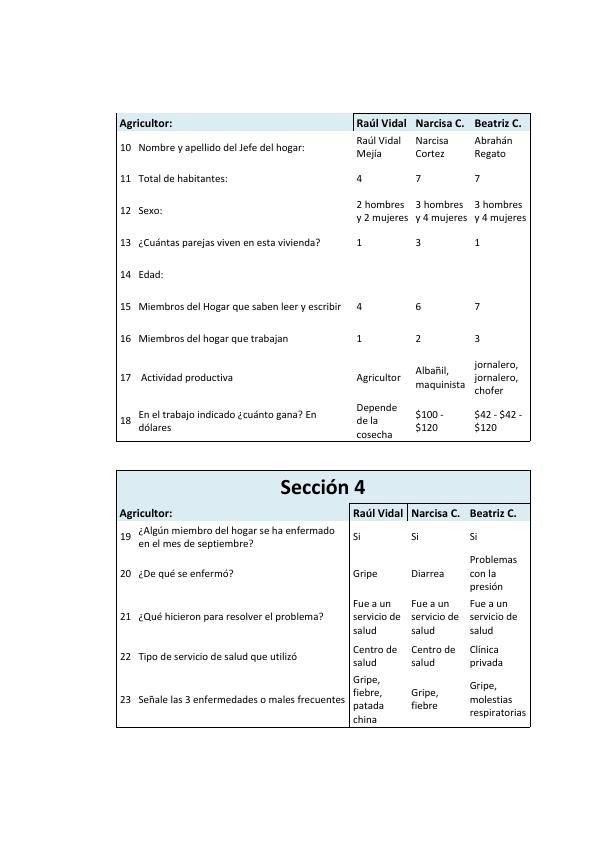 Agricultor: Raúl Vidal Narcisa C. Beatriz C.
10 Nombre y apellido del Jefe del hogar: Raúl Vidal Mejía Narcisa Cortez Abrahán Regato
11 Total de habitantes: 4 7 7
12 Sexo: 2 hombres y 2 mujeres 3 hombres y 4 mujeres 3 hombres y 4 mujeres
13 ¿Cuántas parejas viven en esta vivienda? 1 3 1
14 Edad:
15 Miembros del Hogar que saben leer y escribir 4 6 7
16 Miembros del hogar que trabajan 1 2 3
17 Actividad productiva Agricultor Albañil, maquinista jornalero, jornalero, chofer
18 En el trabajo indicado ¿cuánto gana? En dólares Depende de la cosecha $100 - $120 $42 - $42 - $120
Sección 4
Agricultor: Raúl Vidal Narcisa C. Beatriz C.
19 ¿Algún miembro del hogar se ha enfermado en el mes de septiembre? Si Si Si
20 ¿De qué se enfermó? Gripe Diarrea Problemas con la presión
21 ¿Qué hicieron para resolver el problema? Fue a un servicio de salud Fue a un servicio de salud Fue a un servicio de salud
22 Tipo de servicio de salud que utilizó Centro de salud Centro de salud Clínica privada
23 Señale las 3 enfermedades o males frecuentes Gripe, fiebre, patada china Gripe, fiebre Gripe, molestias respiratorias